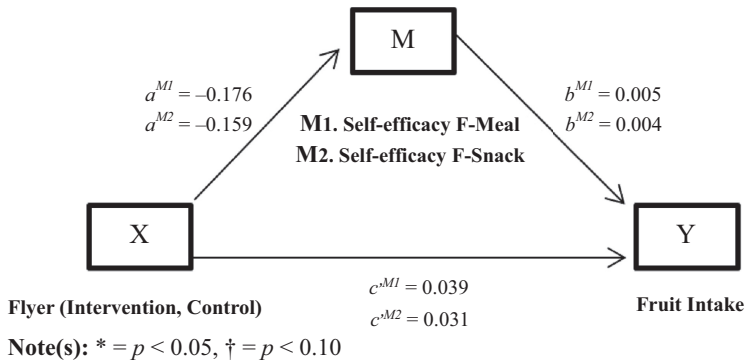 M
a^M1 = –0.176
a^M2 = –0.159
b^M1 = 0.005
b^M2 = 0.004
M1. Self-efficacy F-Meal
M2. Self-efficacy F-Snack
X
Y
Flyer (Intervention, Control)
c'^M1 = 0.039
c'^M2 = 0.031
Fruit Intake
Note(s): * = p < 0.05, † = p < 0.10